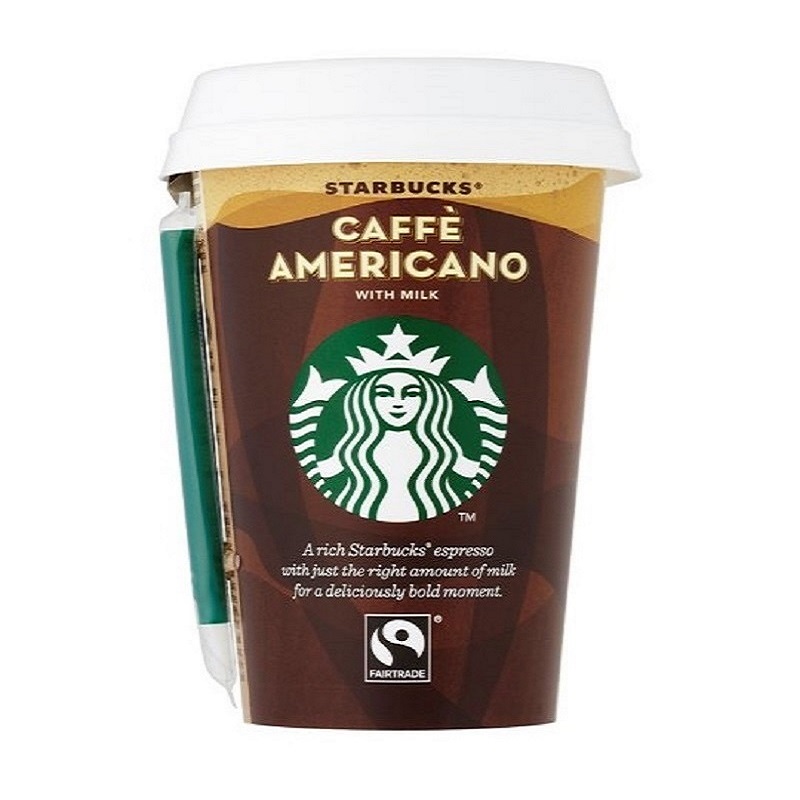 STARBUCKS®
CAFFÈ
AMERICANO
WITH MILK
TM
A rich Starbucks® espresso
with just the right amount of milk
for a deliciously bold moment.
®
FAIRTRADE